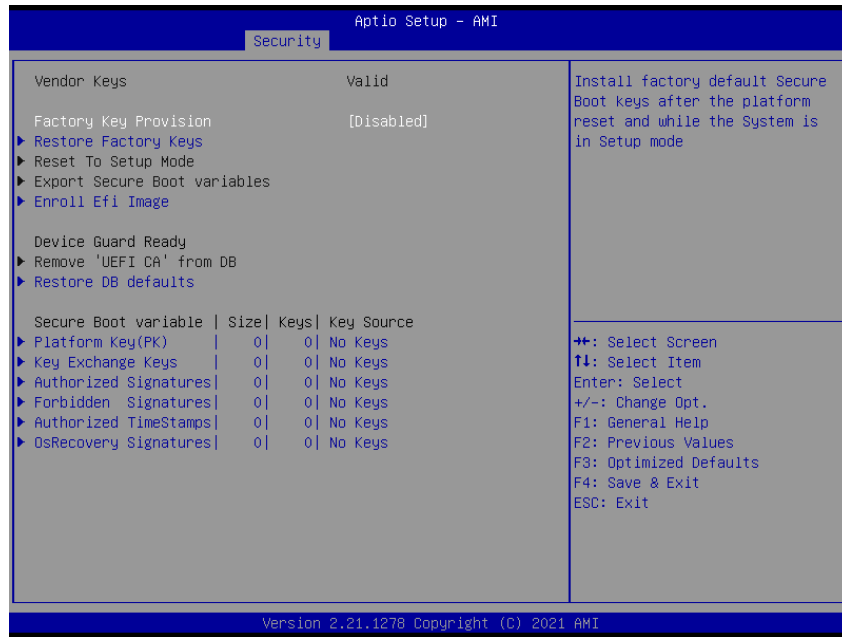 Aptio Setup - AMI
Security
Vendor Keys Valid
Factory Key Provision [Disabled]
Restore Factory Keys
Reset To Setup Mode
Export Secure Boot variables
Enroll Efi Image
Device Guard Ready
Remove 'UEFI CA' from DB
Restore DB defaults
Secure Boot variable | Size| Keys| Key Source
Platform Key(PK) | 0| 0| No Keys
Key Exchange Keys | 0| 0| No Keys
Authorized Signatures| 0| 0| No Keys
Forbidden Signatures| 0| 0| No Keys
Authorized TimeStamps| 0| 0| No Keys
OsRecovery Signatures| 0| 0| No Keys
Install factory default Secure
Boot keys after the platform
reset and while the System is
in Setup mode
→←: Select Screen
↑↓: Select Item
Enter: Select
+/-: Change Opt.
F1: General Help
F2: Previous Values
F3: Optimized Defaults
F4: Save & Exit
ESC: Exit
Version 2.21.1278 Copyright (C) 2021 AMI